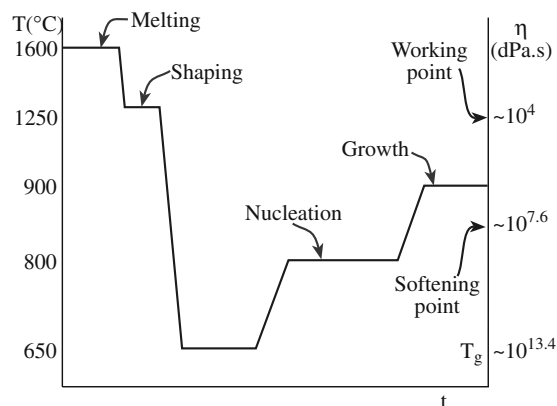 T(°C)
Melting
η
(dPa.s)
1600
Working
point
Shaping
1250
~10^4
Growth
900
Nucleation
~10^7.6
800
Softening
point
650
T_g
~10^13.4
t